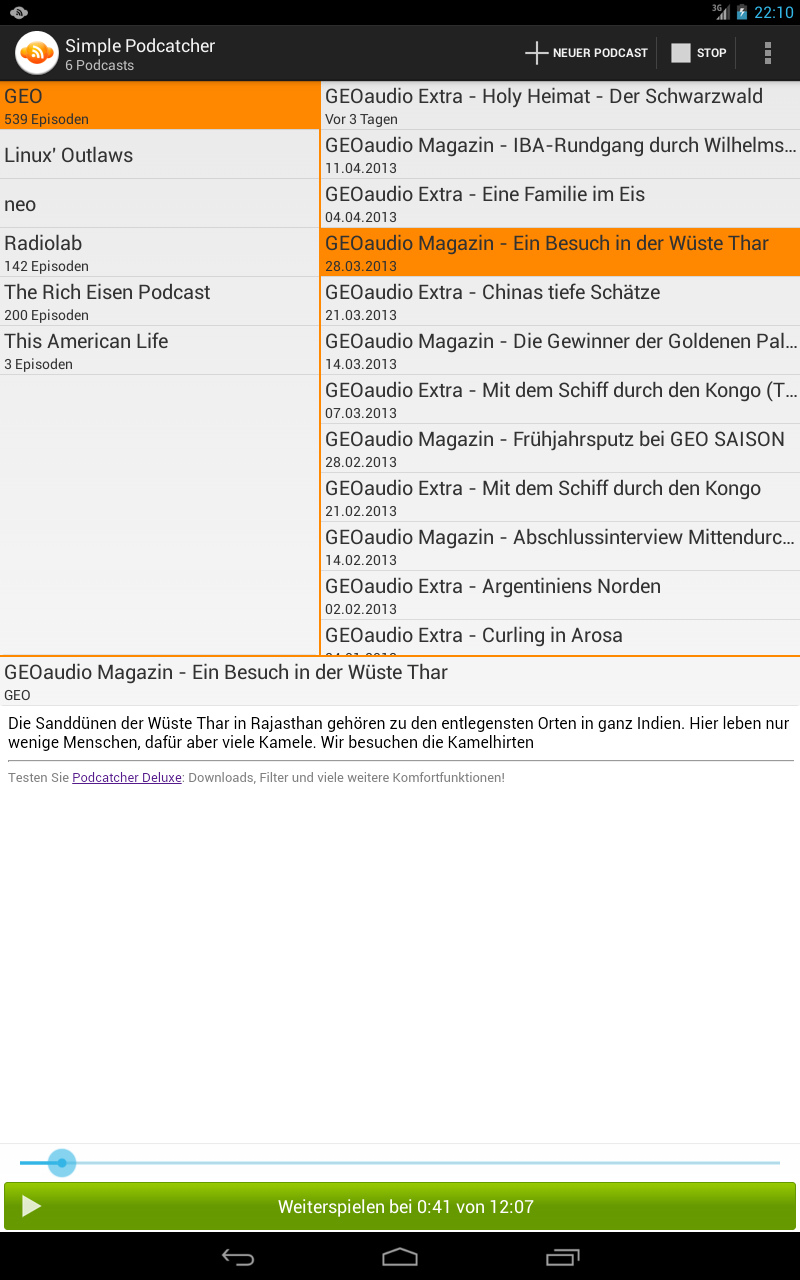 3G 22:10
Simple Podcatcher
6 Podcasts
NEUER PODCAST
STOP
GEO
539 Episoden
Linux' Outlaws
neo
Radiolab
142 Episoden
The Rich Eisen Podcast
200 Episoden
This American Life
3 Episoden
GEOaudio Extra - Holy Heimat - Der Schwarzwald
Vor 3 Tagen
GEOaudio Magazin - IBA-Rundgang durch Wilhelms...
11.04.2013
GEOaudio Extra - Eine Familie im Eis
04.04.2013
GEOaudio Magazin - Ein Besuch in der Wüste Thar
28.03.2013
GEOaudio Extra - Chinas tiefe Schätze
21.03.2013
GEOaudio Magazin - Die Gewinner der Goldenen Pal...
14.03.2013
GEOaudio Extra - Mit dem Schiff durch den Kongo (T...
07.03.2013
GEOaudio Magazin - Frühjahrsputz bei GEO SAISON
28.02.2013
GEOaudio Extra - Mit dem Schiff durch den Kongo
21.02.2013
GEOaudio Magazin - Abschlussinterview Mittendurc...
14.02.2013
GEOaudio Extra - Argentiniens Norden
02.02.2013
GEOaudio Extra - Curling in Arosa
GEOaudio Magazin - Ein Besuch in der Wüste Thar
GEO
Die Sanddünen der Wüste Thar in Rajasthan gehören zu den entlegensten Orten in ganz Indien. Hier leben nur
wenige Menschen, dafür aber viele Kamele. Wir besuchen die Kamelhirten
Testen Sie Podcatcher Deluxe: Downloads, Filter und viele weitere Komfortfunktionen!
Weiterspielen bei 0:41 von 12:07